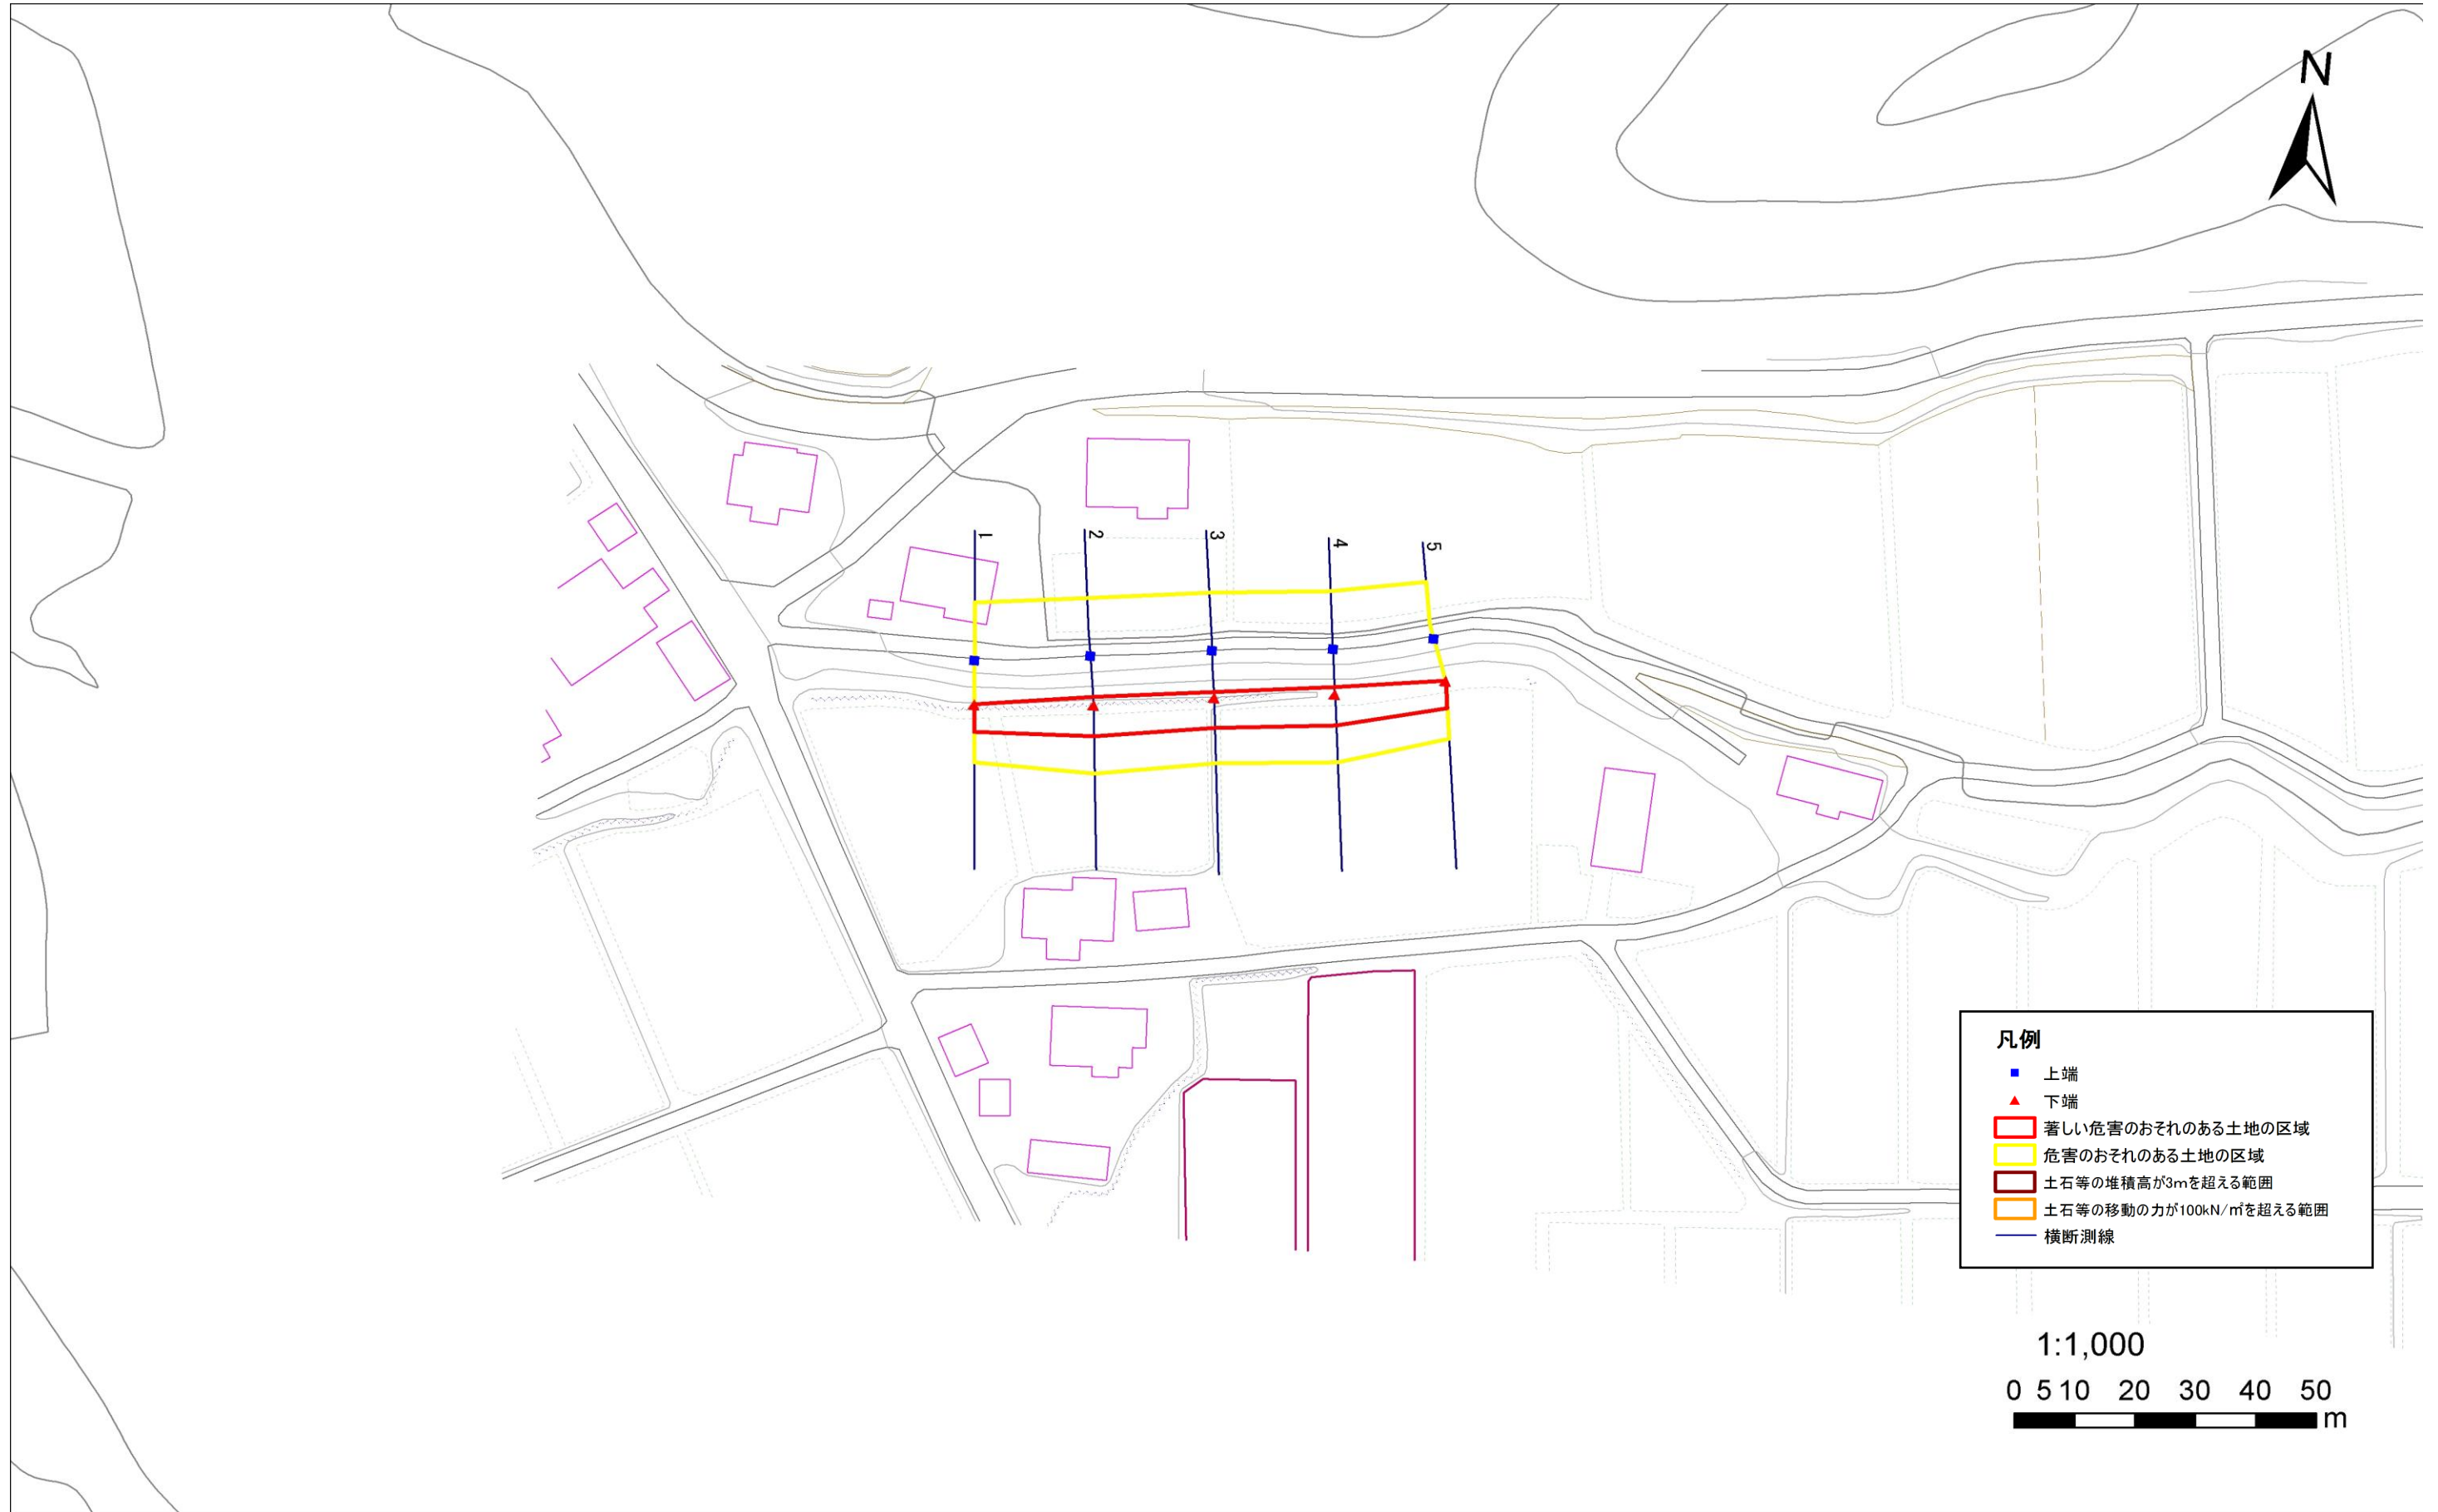 N
1
2
3
4
5
凡例
上端
下端
著しい危害のおそれのある土地の区域
危害のおそれのある土地の区域
土石等の堆積高が3mを超える範囲
土石等の移動の力が100kN/㎡を超える範囲
横断測線
1:1,000
0 5 10 20 30 40 50
m